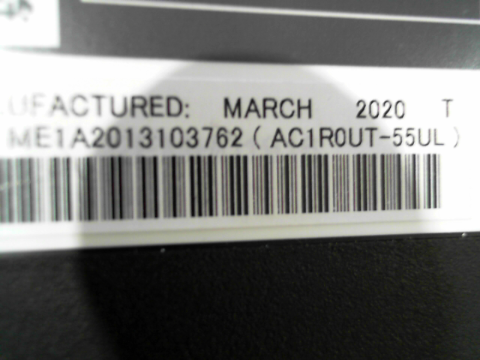 UFACTURED: MARCH 2020 T
ME1A2013103762 ( AC1R0UT-55UL )